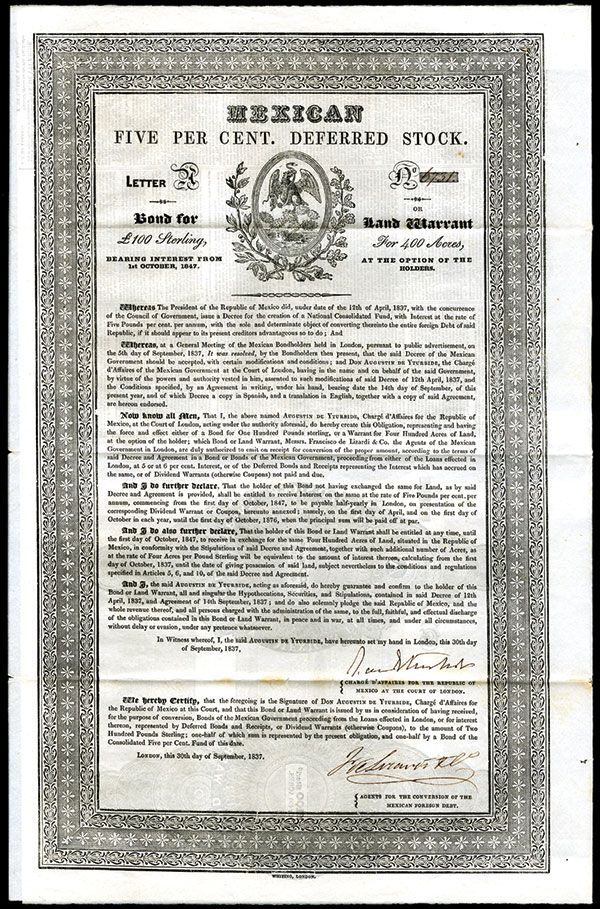 MEXICAN
FIVE PER CENT. DEFERRED STOCK.
LETTER A
Bond for
£100 Sterling,
BEARING INTEREST FROM
1st OCTOBER, 1847.
No 6731
OR
Land Warrant
For 400 Acres,
AT THE OPTION OF THE
HOLDERS.
Whereas The President of the Republic of Mexico did, under date of the 12th of April, 1837, with the concurrence
of the Council of Government, issue a Decree for the creation of a National Consolidated Fund, with Interest at the rate of
Five Pounds per cent. per annum, with the sole and determinate object of converting thereinto the entire foreign Debt of said
Republic, if it should appear to its present creditors advantageous so to do; And
Whereas, at a General Meeting of the Mexican Bondholders held in London, pursuant to public advertisement, on
the 5th day of September, 1837, It was resolved, by the Bondholders then present, that the said Decree of the Mexican
Government should be accepted, with certain modifications and conditions; and DON AUGUSTIN DE YTURBIDE, the Chargé
d'Affaires of the Mexican Government at the Court of London, having in the name and on behalf of the said Government,
by virtue of the powers and authority vested in him, assented to such modifications of said Decree of 12th April, 1837, and
the Conditions specified, by an Agreement in writing, under his hand, bearing date the 14th day of September, of this
present year, and of which Decree a copy in Spanish, and a translation in English, together with a copy of said Agreement,
are hereon endorsed.
Now know all Men, That I, the above named AUGUSTIN DE YTURBIDE, Chargé d'Affaires for the Republic of
Mexico, at the Court of London, acting under the authority aforesaid, do hereby create this Obligation, representing and having
the force and effect either of a Bond for One Hundred Pounds sterling, or a Warrant for Four Hundred Acres of Land,
at the option of the holder; which Bond or Land Warrant, Messrs. Francisco de Lizardi & Co. the Agents of the Mexican
Government in London, are duly authorized to emit on receipt for conversion of the proper amount, according to the terms of
said Decree and Agreement in a Bond or Bonds of the Mexican Government, proceeding from either of the Loans effected in
London, at 5 or at 6 per cent. Interest, or of the Deferred Bonds and Receipts representing the Interest which has accrued on
the same, or of Dividend Warrants (otherwise Coupons) not paid and due.
And I do further declare, That the holder of this Bond not having exchanged the same for Land, as by said
Decree and Agreement is provided, shall be entitled to receive Interest on the same at the rate of Five Pounds per cent. per
annum, commencing from the first day of October, 1847, to be payable half-yearly in London, on presentation of the
corresponding Dividend Warrant or Coupon, hereunto annexed; namely, on the first day of April, and on the first day of
October in each year, until the first day of October, 1876, when the principal sum will be paid off at par.
And I do also further declare, That the holder of this Bond or Land Warrant shall be entitled at any time, until
the first day of October, 1847, to receive in exchange for the same Four Hundred Acres of Land, situated in the Republic of
Mexico, in conformity with the Stipulations of said Decree and Agreement, together with such additional number of Acres, as
at the rate of Four Acres per Pound Sterling will be equivalent to the amount of interest thereon, calculating from the first
day of October, 1837, until the date of giving possession of said land, subject nevertheless to the conditions and regulations
specified in Articles 5, 6, and 10, of the said Decree and Agreement.
And I, the said AUGUSTIN DE YTURBIDE, acting as aforesaid, do hereby guarantee and confirm to the holder of this
Bond or Land Warrant, all and singular the Hypothecations, Securities, and Stipulations, contained in said Decree of 12th
April, 1837, and Agreement of 14th September, 1837; and do also solemnly pledge the said Republic of Mexico, and the
whole revenue thereof, and all persons charged with the administration of the same, to the full, faithful, and effectual discharge
of the obligations contained in this Bond or Land Warrant, in peace and in war, at all times, and under all circumstances,
without delay or evasion, under any pretence whatsoever.
In Witness whereof, I, the said AUGUSTIN DE YTURBIDE, have hereunto set my hand in London, this 30th day
of September, 1837.
CHARGÉ D'AFFAIRES FOR THE REPUBLIC OF
MEXICO AT THE COURT OF LONDON.
We hereby Certify, that the foregoing is the Signature of DON AUGUSTIN DE YTURBIDE, Chargé d'Affaires
for the Republic of Mexico at this Court, and that this Bond or Land Warrant is issued by us in consideration of having received,
for the purpose of conversion, Bonds of the Mexican Government proceeding from the Loans effected in London, or for interest
thereon, represented by Deferred Bonds and Receipts, or Dividend Warrants (otherwise Coupons), to the amount of Two
Hundred Pounds Sterling; one-half of which sum is represented by the present obligation, and one-half by a Bond of the
Consolidated Five per Cent. Fund of this date.
LONDON, this 30th day of September, 1837.
AGENTS FOR THE CONVERSION OF THE
MEXICAN FOREIGN DEBT.
WHITING, LONDON.